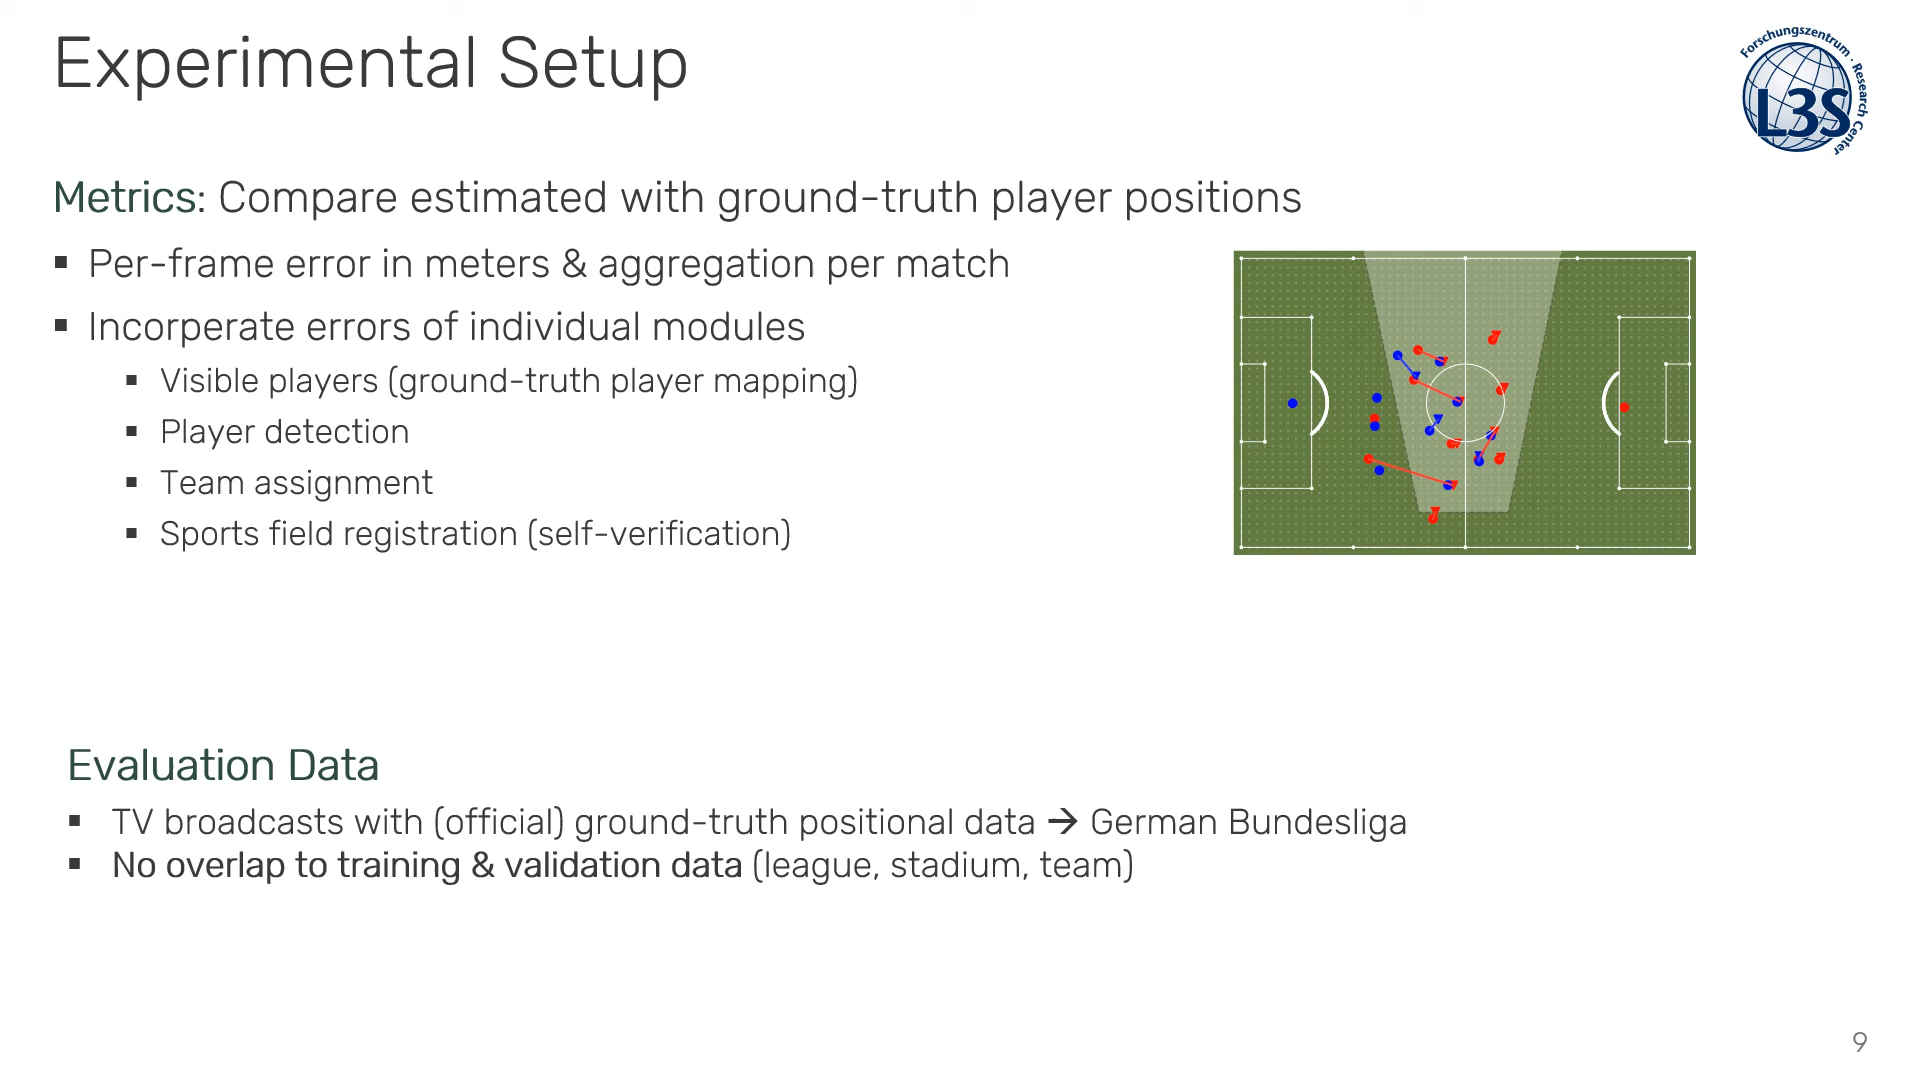 Experimental Setup
Forschungszentrum · Research Center
L3S
Metrics: Compare estimated with ground-truth player positions
▪ Per-frame error in meters & aggregation per match
▪ Incorperate errors of individual modules
▪ Visible players (ground-truth player mapping)
▪ Player detection
▪ Team assignment
▪ Sports field registration (self-verification)
Evaluation Data
▪ TV broadcasts with (official) ground-truth positional data → German Bundesliga
▪ No overlap to training & validation data (league, stadium, team)
9